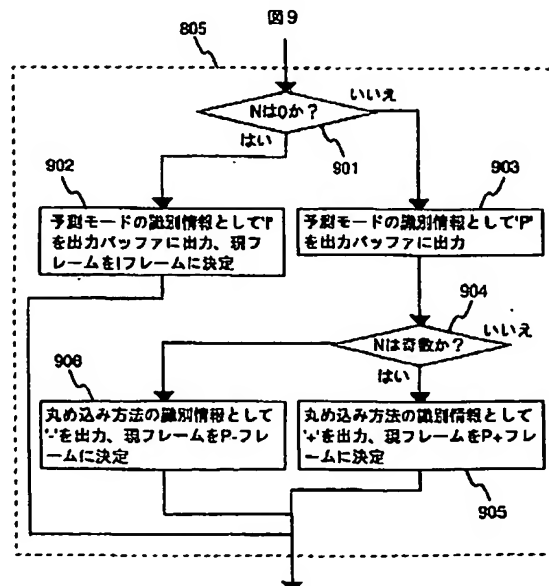 図9
805
Nは0か?
いいえ
はい
901
902
903
予測モードの識別情報として'I'
を出力バッファに出力、現フ
レームをIフレームに決定
予測モードの識別情報として'P'
を出力バッファに出力
904
Nは奇数か?
いいえ
はい
906
丸め込み方法の識別情報として
'-'を出力、現フレームをP-フレー
ムに決定
丸め込み方法の識別情報として
'+'を出力、現フレームをP+フレ
ームに決定
905